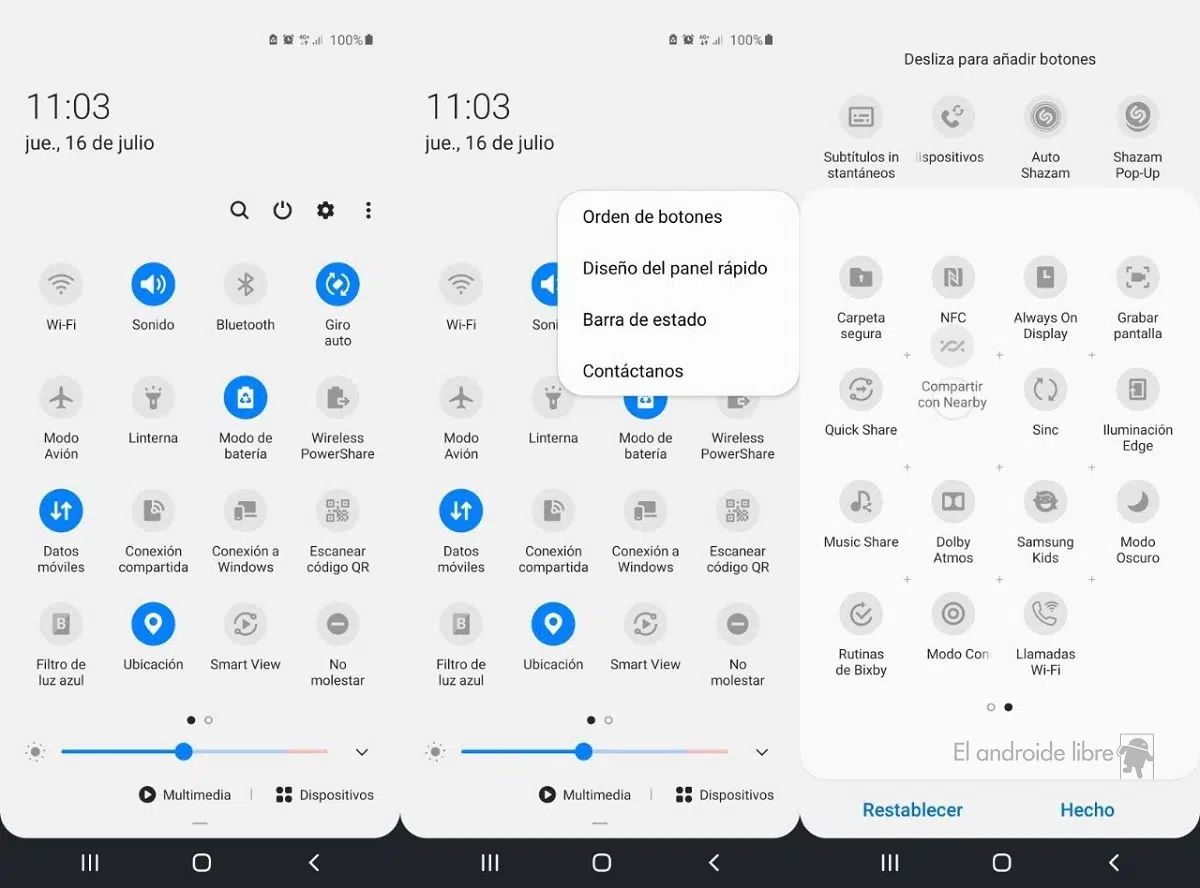 100%
11:03
jue., 16 de julio
Wi-Fi
Sonido
Bluetooth
Giro
auto
Modo
Avión
Linterna
Modo de
batería
Wireless
PowerShare
Datos
móviles
Conexión
compartida
Conexión a
Windows
Escanear
código QR
B
Filtro de
luz azul
Ubicación
Smart View
No
molestar
Multimedia
Dispositivos
100%
11:03
jue., 16 de julio
Orden de botones
Diseño del panel rápido
Barra de estado
Contáctanos
Wi-Fi
Soni
Modo
Avión
Linterna
Modo de
batería
Wireless
PowerShare
Datos
móviles
Conexión
compartida
Conexión a
Windows
Escanear
código QR
B
Filtro de
luz azul
Ubicación
Smart View
No
molestar
Multimedia
Dispositivos
Desliza para añadir botones
Subtítulos in
stantáneos
ispositivos
Auto
Shazam
Shazam
Pop-Up
Carpeta
segura
NFC
Always On
Display
Grabar
pantalla
Quick Share
Compartir
con Nearby
Sinc
Iluminación
Edge
Music Share
Dolby
Atmos
Samsung
Kids
Modo
Oscuro
Rutinas
de Bixby
Modo Con
Llamadas
Wi-Fi
El androide libre
Restablecer
Hecho